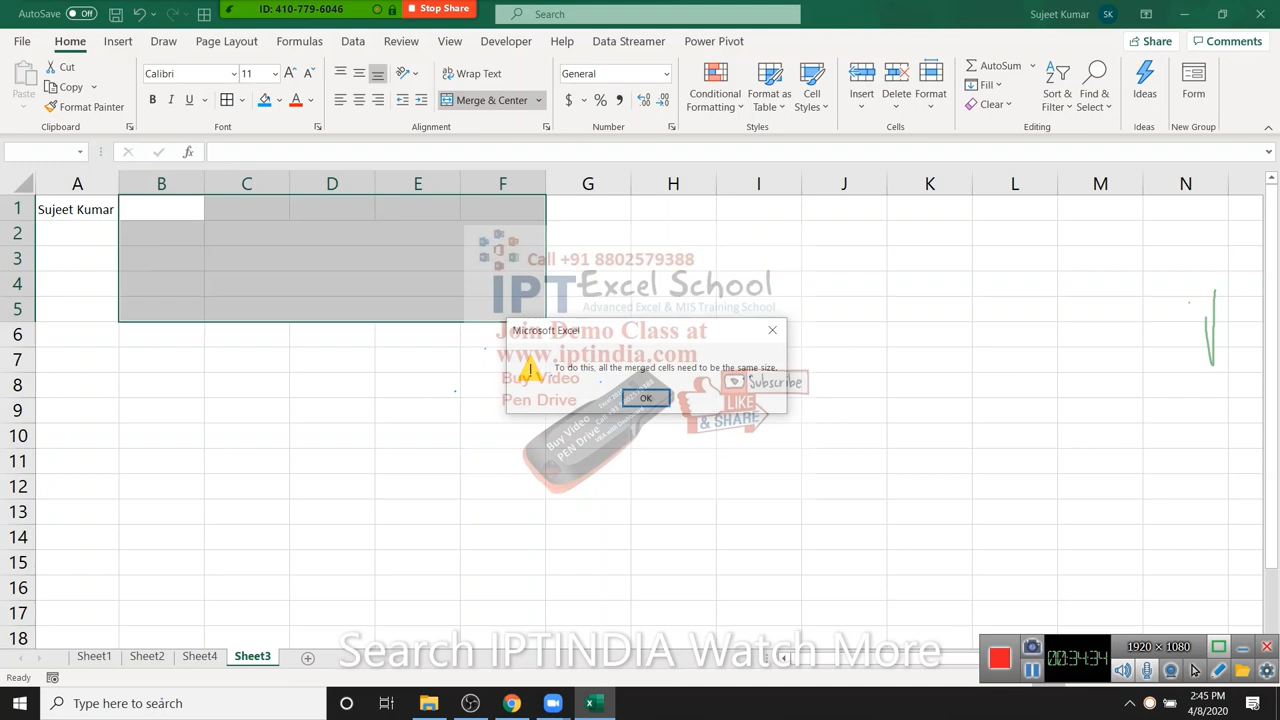 AutoSave Off
ID: 410-779-6046
Stop Share
Search
Sujeet Kumar SK
File Home Insert Draw Page Layout Formulas Data Review View Developer Help Data Streamer Power Pivot
Share Comments
Paste
Cut
Copy
Format Painter
Clipboard
Calibri 11
B I U
Font
Wrap Text
Merge & Center
Alignment
General
$ % ,
Number
Conditional Formatting
Format as Table
Cell Styles
Styles
Insert Delete Format
Cells
AutoSum
Fill
Clear
Sort & Filter
Find & Select
Editing
Ideas
Ideas
Form
New Group
fx
A B C D E F G H I J K L M N
1 Sujeet Kumar
2
3
4
5
6
7
8
9
10
11
12
13
14
15
16
17
18
Call +91 8802579388
IPT Excel School
Advanced Excel & MIS Training School
Join Demo Class at
www.iptindia.com
Buy Video
Pen Drive
Microsoft Excel
To do this, all the merged cells need to be the same size.
OK
Subscribe
LIKE
& SHARE
Buy Video
PEN Drive
Search IPTINDIA Watch More
Sheet1 Sheet2 Sheet4 Sheet3
Ready
00:34:34
1920 × 1080
Type here to search
2:45 PM
4/8/2020